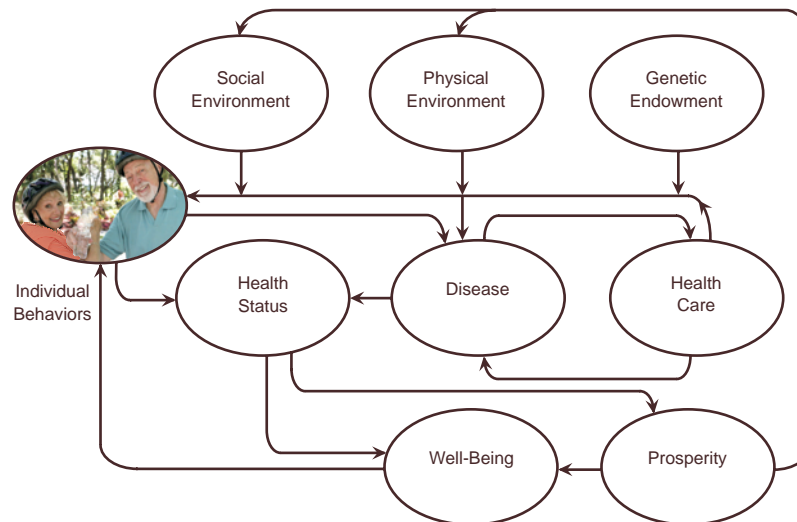 Social
Environment
Physical
Environment
Genetic
Endowment
Individual
Behaviors
Health
Status
Disease
Health
Care
Well-Being
Prosperity